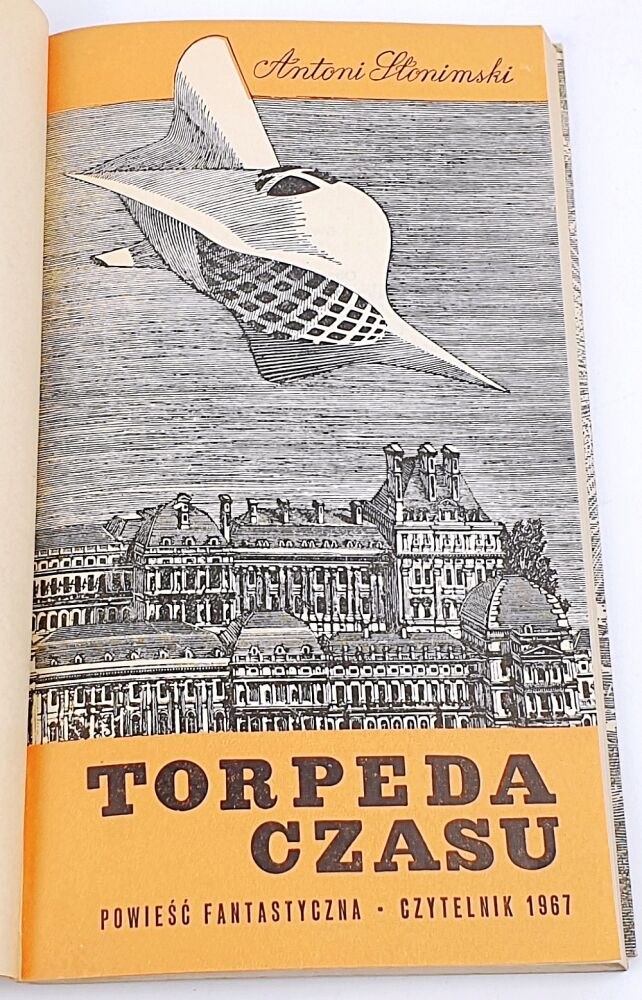 Antoni Słonimski
TORPEDA
CZASU
POWIEŚĆ FANTASTYCZNA • CZYTELNIK 1967